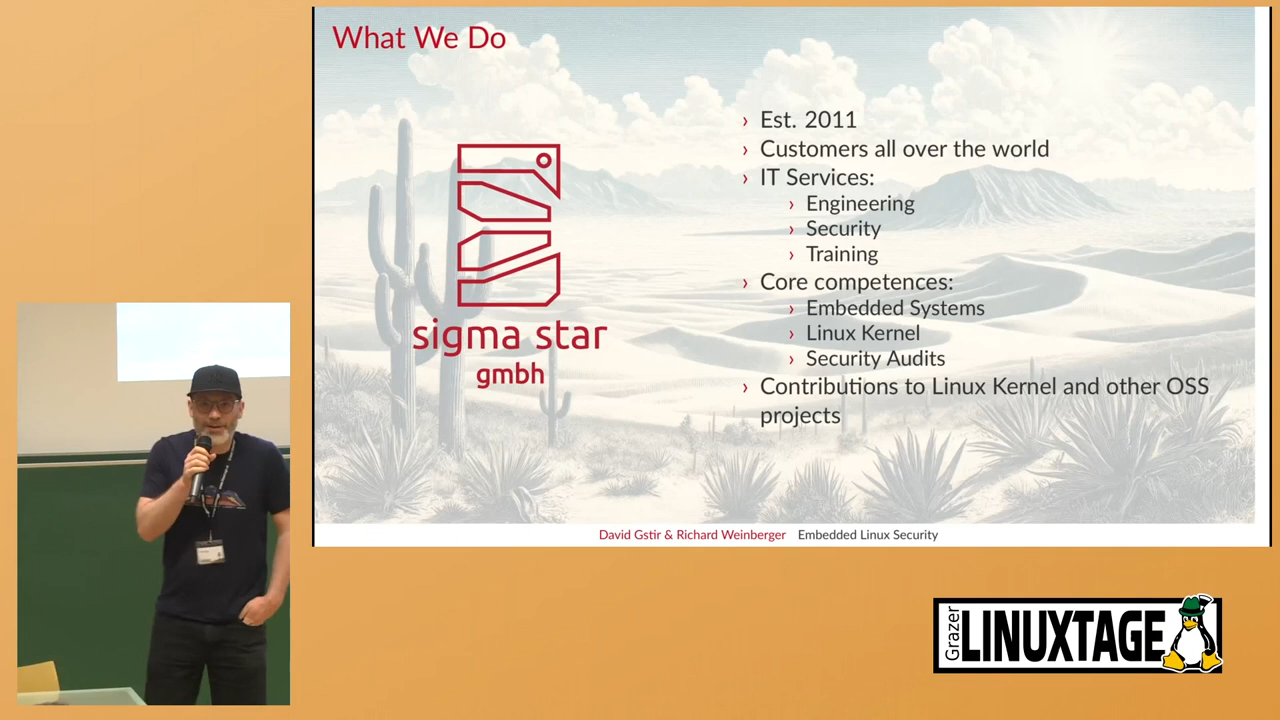 What We Do
› Est. 2011
› Customers all over the world
› IT Services:
› Engineering
› Security
› Training
› Core competences:
› Embedded Systems
› Linux Kernel
› Security Audits
› Contributions to Linux Kernel and other OSS
projects
sigma star
gmbh
David Gstir & Richard Weinberger Embedded Linux Security
Grazer
LINUXTAGE